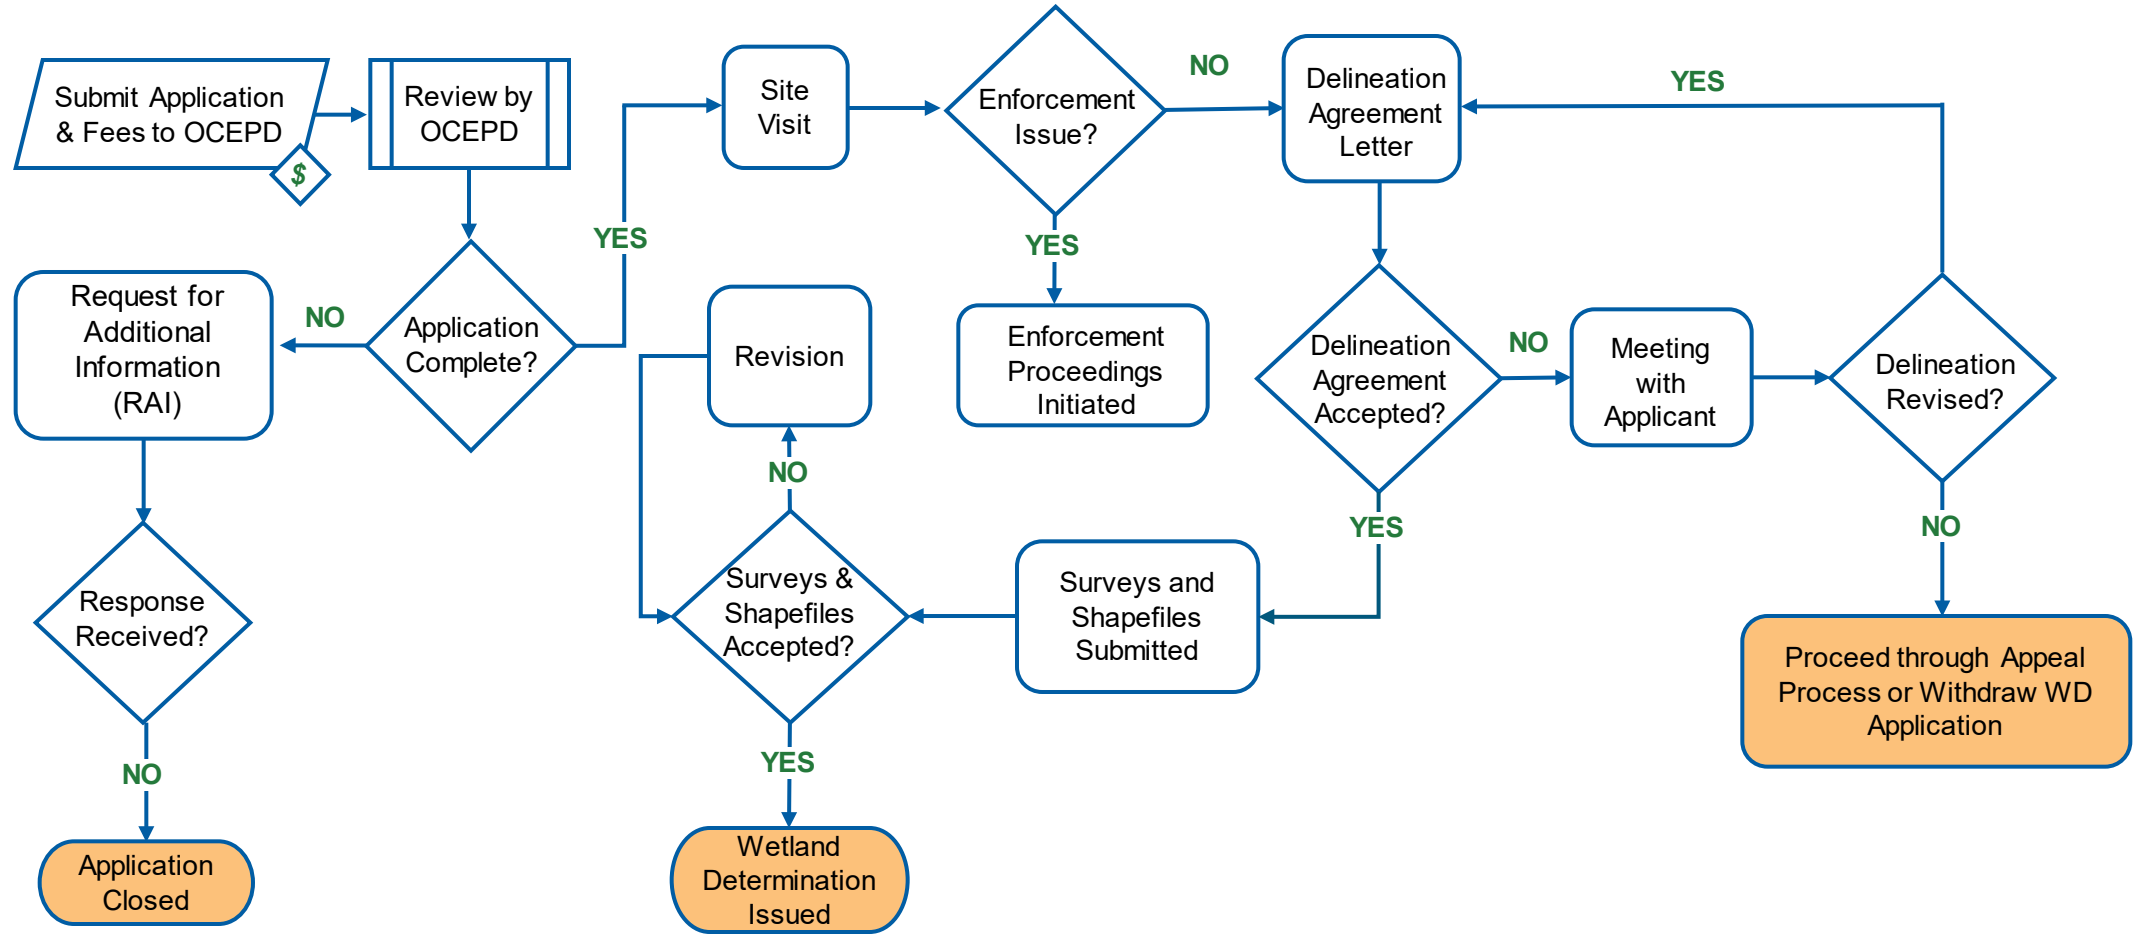 Submit Application
& Fees to OCEPD
$
Review by
OCEPD
Application
Complete?
NO
Request for
Additional
Information
(RAI)
Response
Received?
NO
Application
Closed
YES
Site
Visit
Enforcement
Issue?
YES
Enforcement
Proceedings
Initiated
NO
Delineation
Agreement
Letter
Delineation
Agreement
Accepted?
NO
Meeting
with
Applicant
Delineation
Revised?
YES
NO
Proceed through Appeal
Process or Withdraw WD
Application
YES
Surveys and
Shapefiles
Submitted
Surveys &
Shapefiles
Accepted?
NO
Revision
YES
Wetland
Determination
Issued